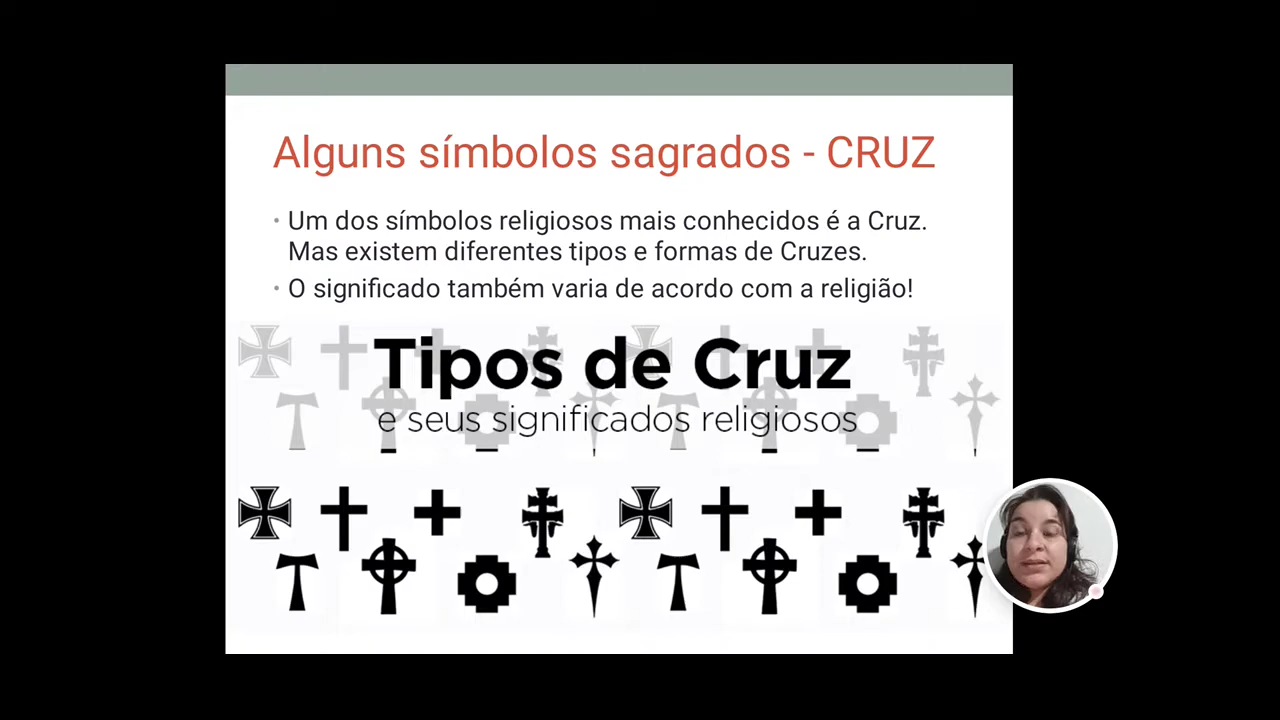 Alguns símbolos sagrados - CRUZ
• Um dos símbolos religiosos mais conhecidos é a Cruz.
Mas existem diferentes tipos e formas de Cruzes.
• O significado também varia de acordo com a religião!
Tipos de Cruz
e seus significados religiosos